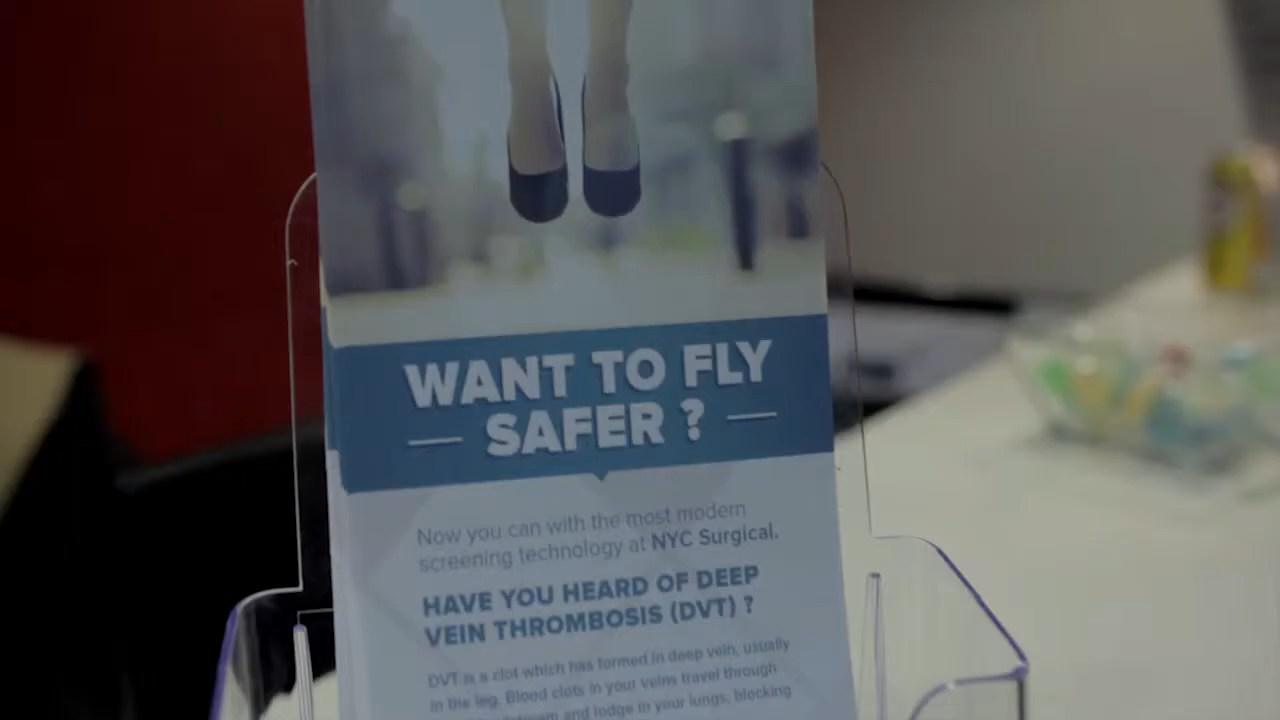 WANT TO FLY
SAFER ?
Now you can with the most modern
screening technology at NYC Surgical.
HAVE YOU HEARD OF DEEP
VEIN THROMBOSIS (DVT) ?
DVT is a clot which has formed in deep vein, usually
in the leg. Blood clots in your veins travel through
and lodge in your lungs, blocking